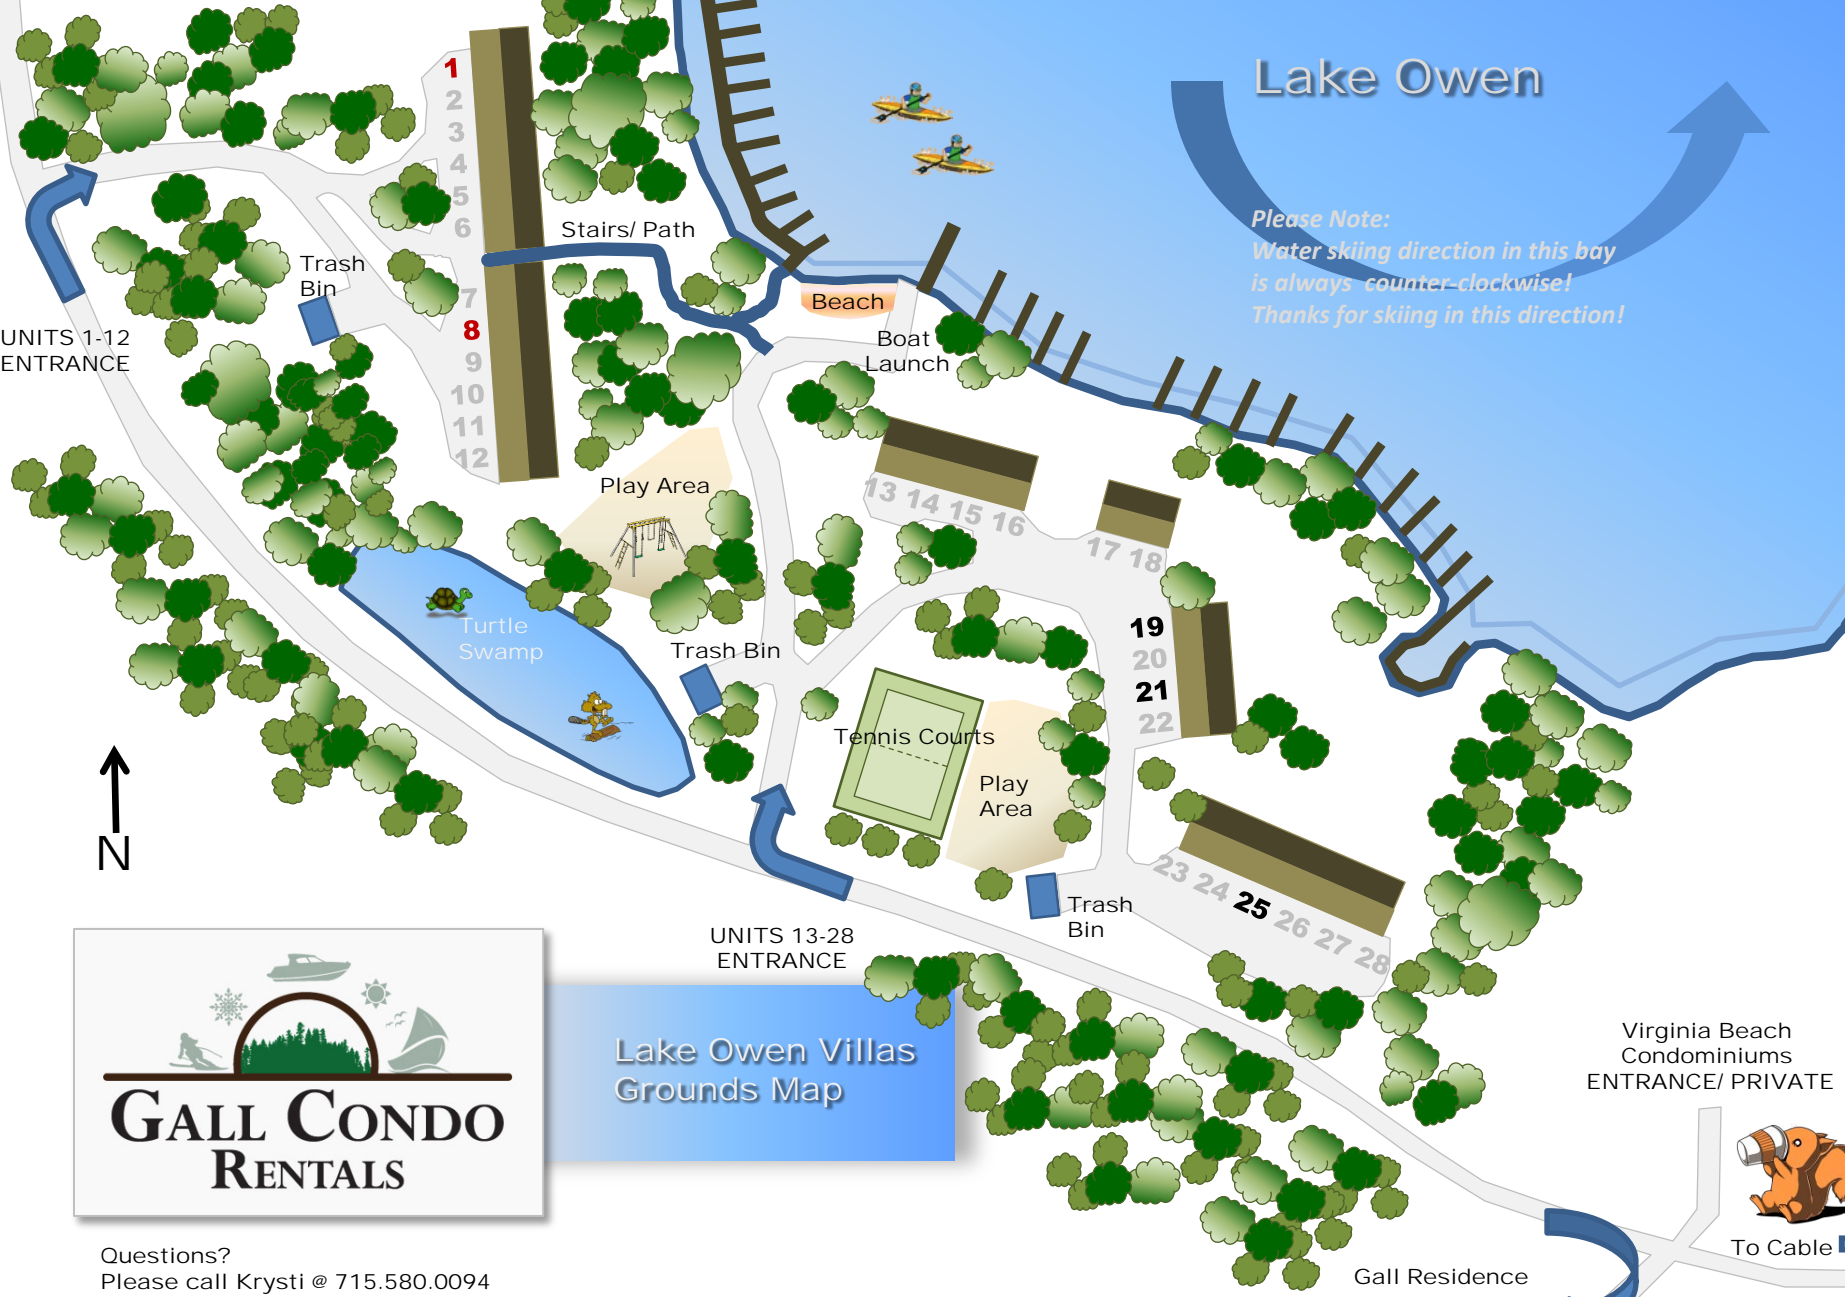 Lake Owen
Please Note:
Water skiing direction in this bay
is always counter-clockwise!
Thanks for skiing in this direction!
1
2
3
4
5
6
7
8
9
10
11
12
Stairs/ Path
Trash
Bin
UNITS 1-12
ENTRANCE
Beach
Boat
Launch
Play Area
13 14 15 16
17 18
19
20
21
22
Turtle
Swamp
Trash Bin
Tennis Courts
Play
Area
23 24 25 26 27 28
Trash
Bin
N
UNITS 13-28
ENTRANCE
GALL CONDO
RENTALS
Lake Owen Villas
Grounds Map
Virginia Beach
Condominiums
ENTRANCE/ PRIVATE
To Cable
Gall Residence
Questions?
Please call Krysti @ 715.580.0094